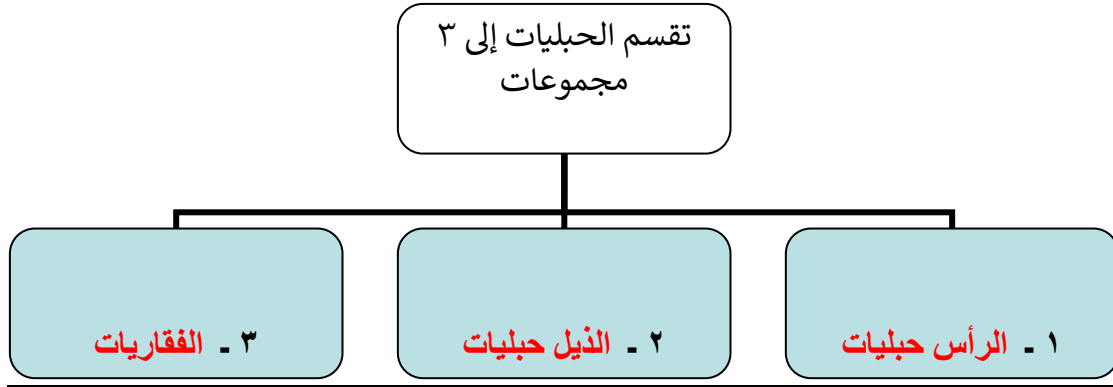 تقسم الحبليات إلى ٣
مجموعات
١ ـ الرأس حبليات
٢ ـ الذيل حبليات
٣ ـ الفقاريات